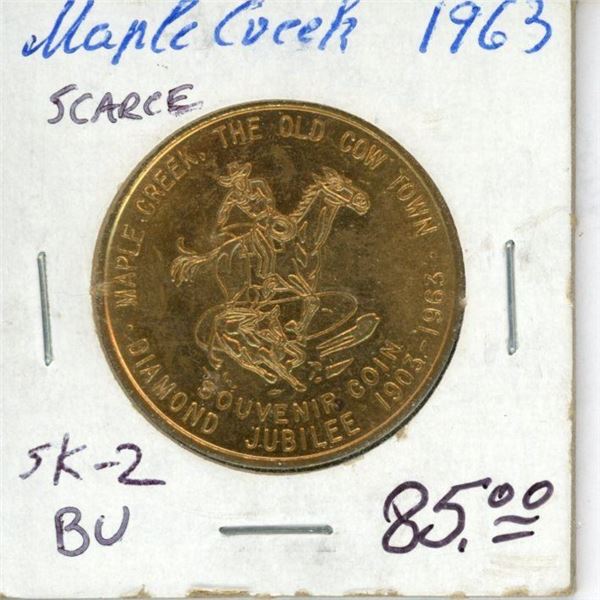 Maple Creek 1963
SCARCE
MAPLE CREEK, THE OLD COW TOWN
SOUVENIR COIN
· DIAMOND JUBILEE 1903 - 1963 ·
SK-2
BU
85.00